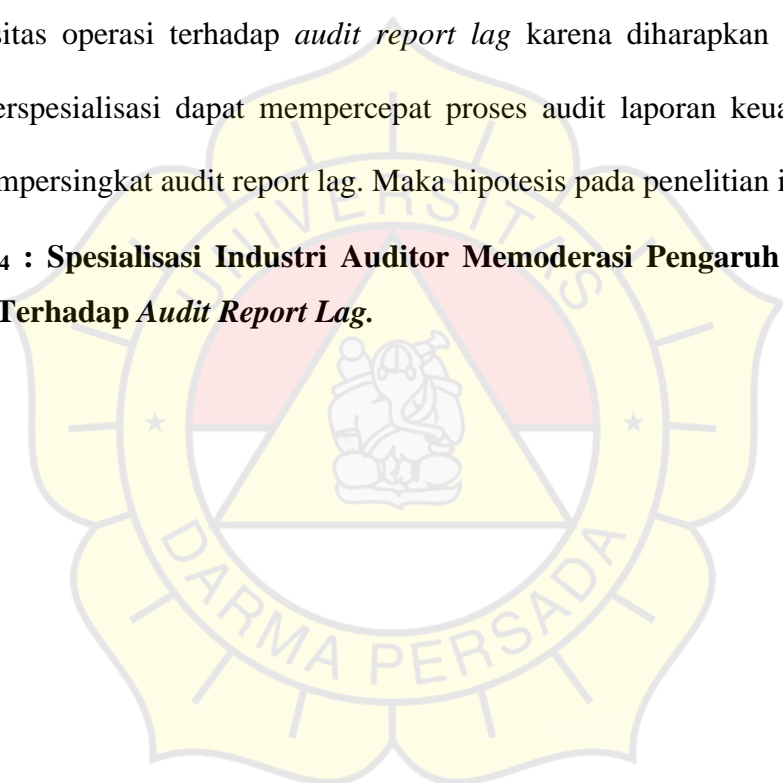 sitas operasi terhadap audit report lag karena diharapkan
erspesialisasi dapat mempercepat proses audit laporan keua
mpersingkat audit report lag. Maka hipotesis pada penelitian i
4 : Spesialisasi Industri Auditor Memoderasi Pengaruh
Terhadap Audit Report Lag.
UNIVERSITAS
DARMA PERSADA